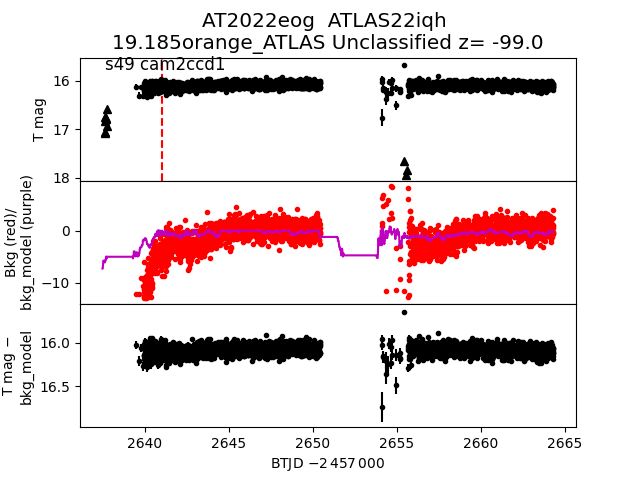 AT2022eog  ATLAS22iqh
19.185orange_ATLAS Unclassified z= -99.0
s49 cam2ccd1
T mag
16
17
18
Bkg (red)/
bkg_model (purple)
0
−10
T mag −
bkg_model
16.0
16.5
2640 2645 2650 2655 2660 2665
BTJD −2 457 000